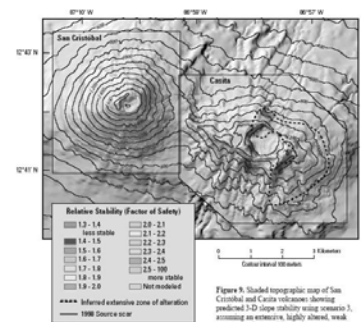 87°10' W
86°58'
86°57'
San Cristóbal
12°43'
Casita
12°41'
Relative Stability (Factor of Safety)
1.3 - 1.4
less stable
1.4 - 1.5
1.5 - 1.6
1.6 - 1.7
1.7 - 1.8
1.8 - 1.9
1.9 - 2.0
2.0 - 2.1
2.1 - 2.2
2.2 - 2.3
2.3 - 2.4
2.4 - 2.5
2.5 - 100
more stable
Not modeled
Inferred extensive zone of alteration
1998 Source scar
0 1 2 3 Kilometers
Contour interval 100 meters
Figure 9. Shaded topographic map of San
Cristóbal and Casita volcanoes showing
predicted 3-D slope stability using scenario 3,
assuming an extensive, highly altered, weak